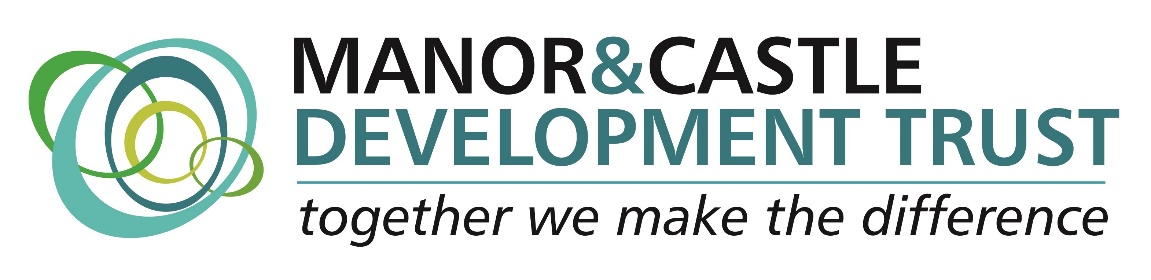 MANOR&CASTLE
DEVELOPMENT TRUST
together we make the difference